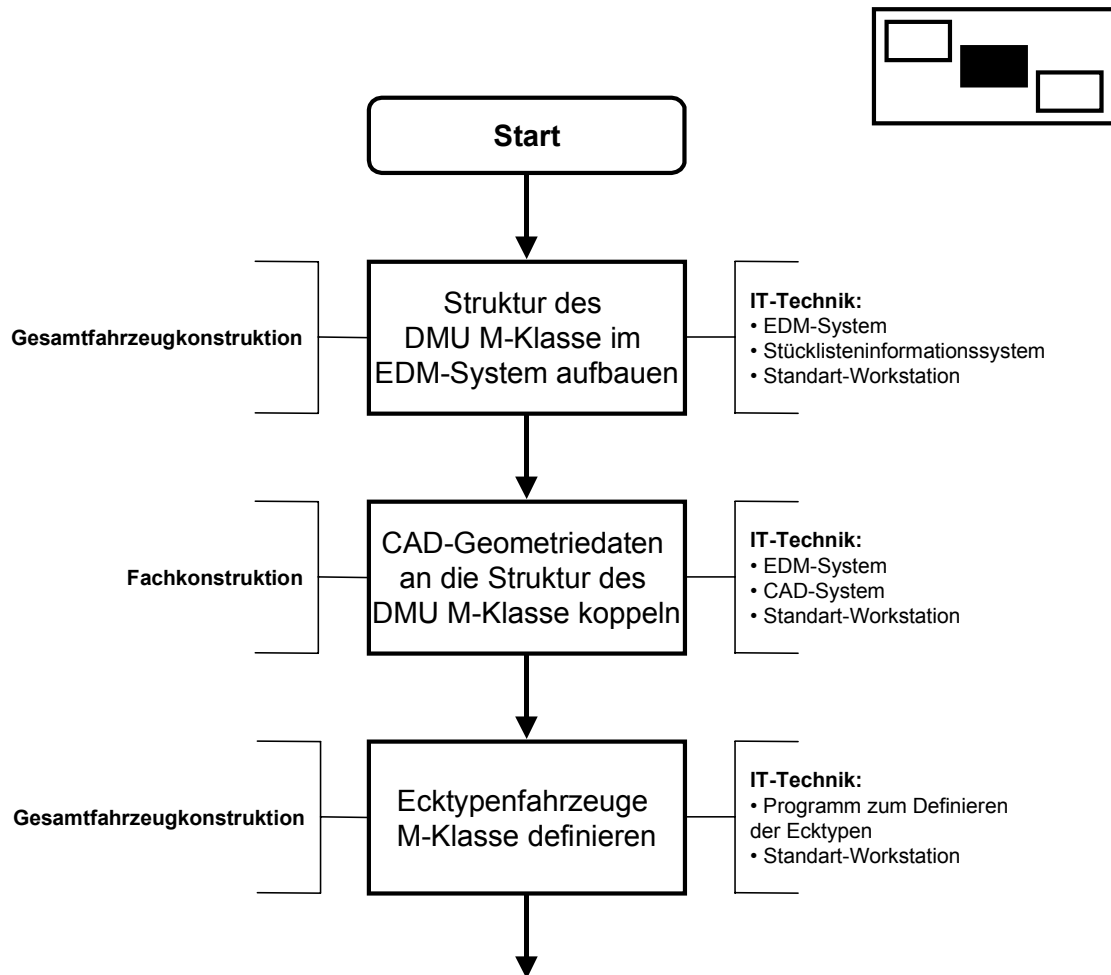 Start
Gesamtfahrzeugkonstruktion
Struktur des
DMU M-Klasse im
EDM-System aufbauen
IT-Technik:
• EDM-System
• Stücklisteninformationssystem
• Standart-Workstation
Fachkonstruktion
CAD-Geometriedaten
an die Struktur des
DMU M-Klasse koppeln
IT-Technik:
• EDM-System
• CAD-System
• Standart-Workstation
Gesamtfahrzeugkonstruktion
Ecktypenfahrzeuge
M-Klasse definieren
IT-Technik:
• Programm zum Definieren
der Ecktypen
• Standart-Workstation